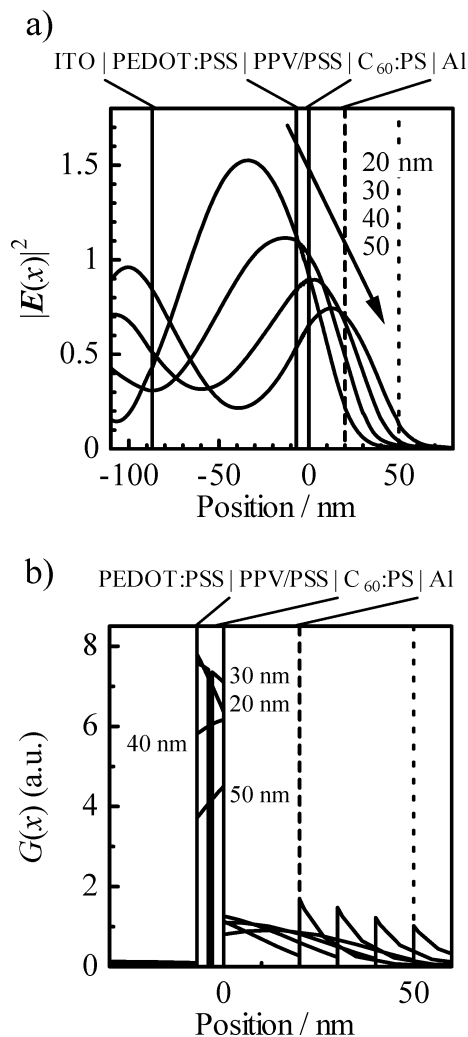 a)
ITO | PEDOT:PSS | PPV/PSS | C60:PS | Al
1.5
1
0.5
0
|E(x)|²
20 nm
30
40
50
-100 -50 0 50
Position / nm
b)
PEDOT:PSS | PPV/PSS | C60:PS | Al
8
6
4
2
0
G(x) (a.u.)
30 nm
20 nm
40 nm
50 nm
0 50
Position / nm